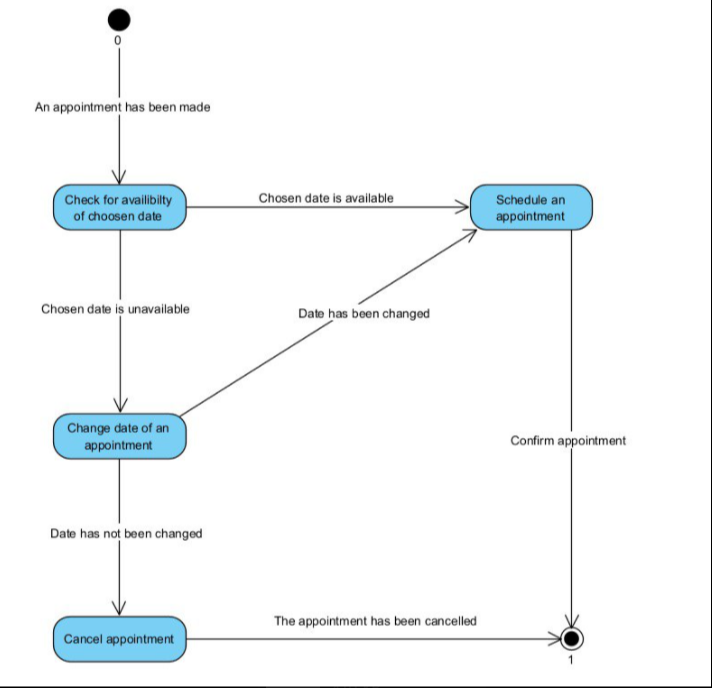 0
An appointment has been made
Check for availibilty
of choosen date
Chosen date is available
Schedule an
appointment
Chosen date is unavailable
Date has been changed
Change date of an
appointment
Confirm appointment
Date has not been changed
The appointment has been cancelled
Cancel appointment
1